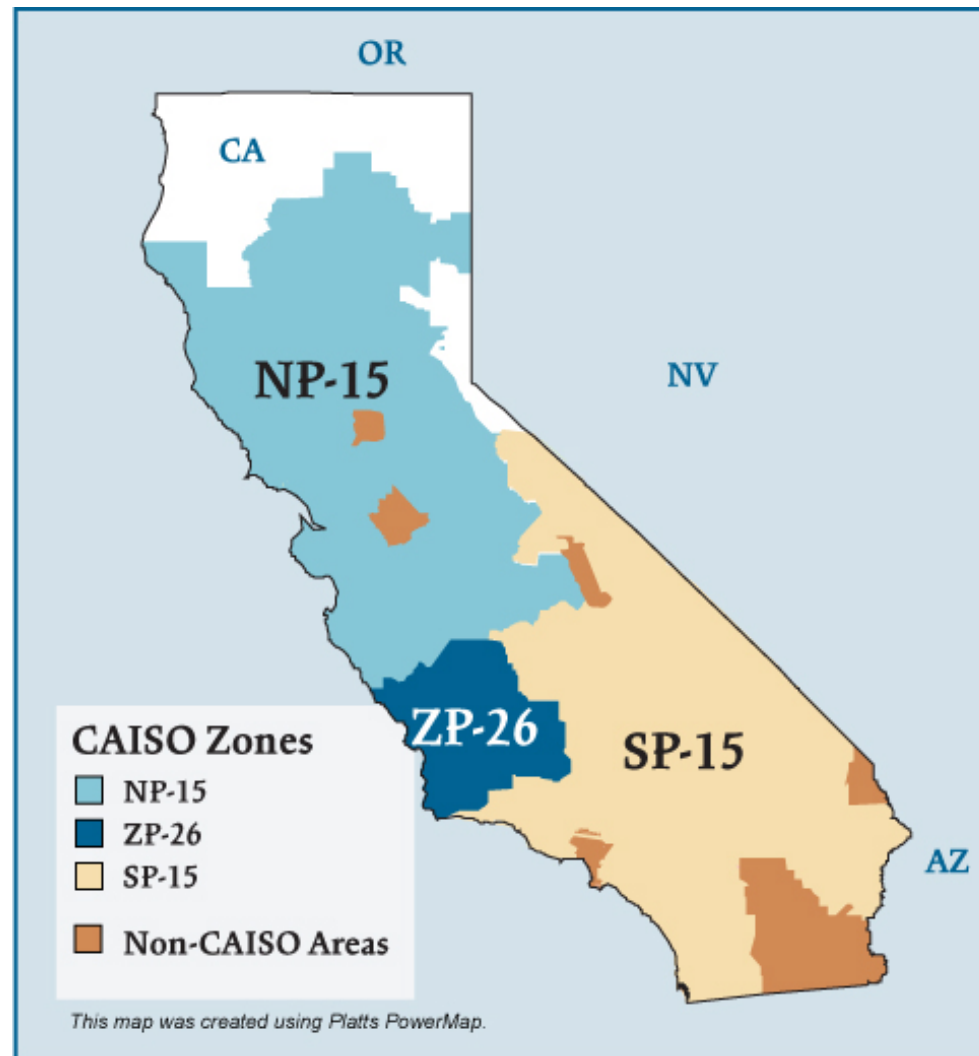 OR
CA
NV
NP-15
ZP-26
SP-15
AZ
CAISO Zones
NP-15
ZP-26
SP-15
Non-CAISO Areas
This map was created using Platts PowerMap.